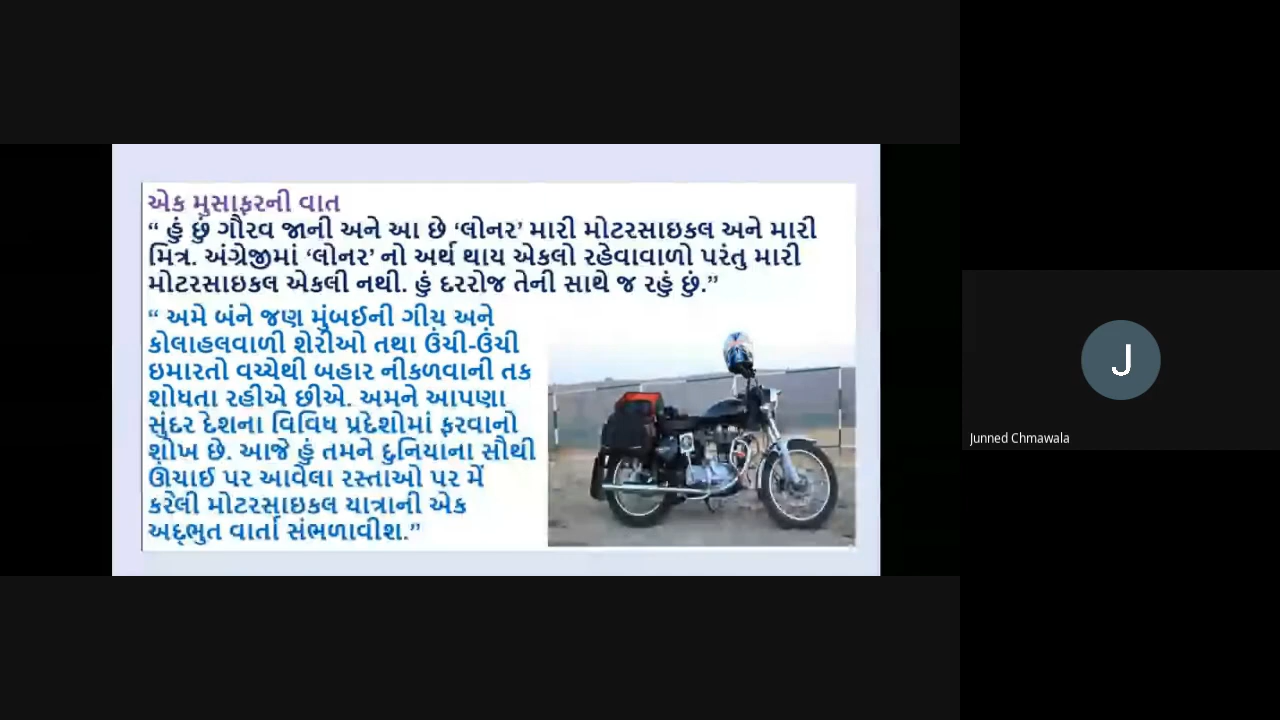 એક મુસાફરની વાત
“ હું છું ગૌરવ જાની અને આ છે ‘લોનર’ મારી મોટરસાઇકલ અને મારી
મિત્ર. અંગ્રેજીમાં ‘લોનર’ નો અર્થ થાય એકલો રહેવાવાળો પરંતુ મારી
મોટરસાઇકલ એકલી નથી. હું દરરોજ તેની સાથે જ રહું છું.”
“ અમે બંને જણ મુંબઈની ગીચ અને
કોલાહલવાળી શેરીઓ તથા ઉંચી-ઉંચી
ઇમારતો વચ્ચેથી બહાર નીકળવાની તક
શોધતા રહીએ છીએ. અમને આપણા
સુંદર દેશના વિવિધ પ્રદેશોમાં ફરવાનો
શોખ છે. આજે હું તમને દુનિયાના સૌથી
ઊંચાઈ પર આવેલા રસ્તાઓ પર મેં
કરેલી મોટરસાઇકલ યાત્રાની એક
અદ્ભુત વાર્તા સંભળાવીશ.”
J
Junned Chmawala